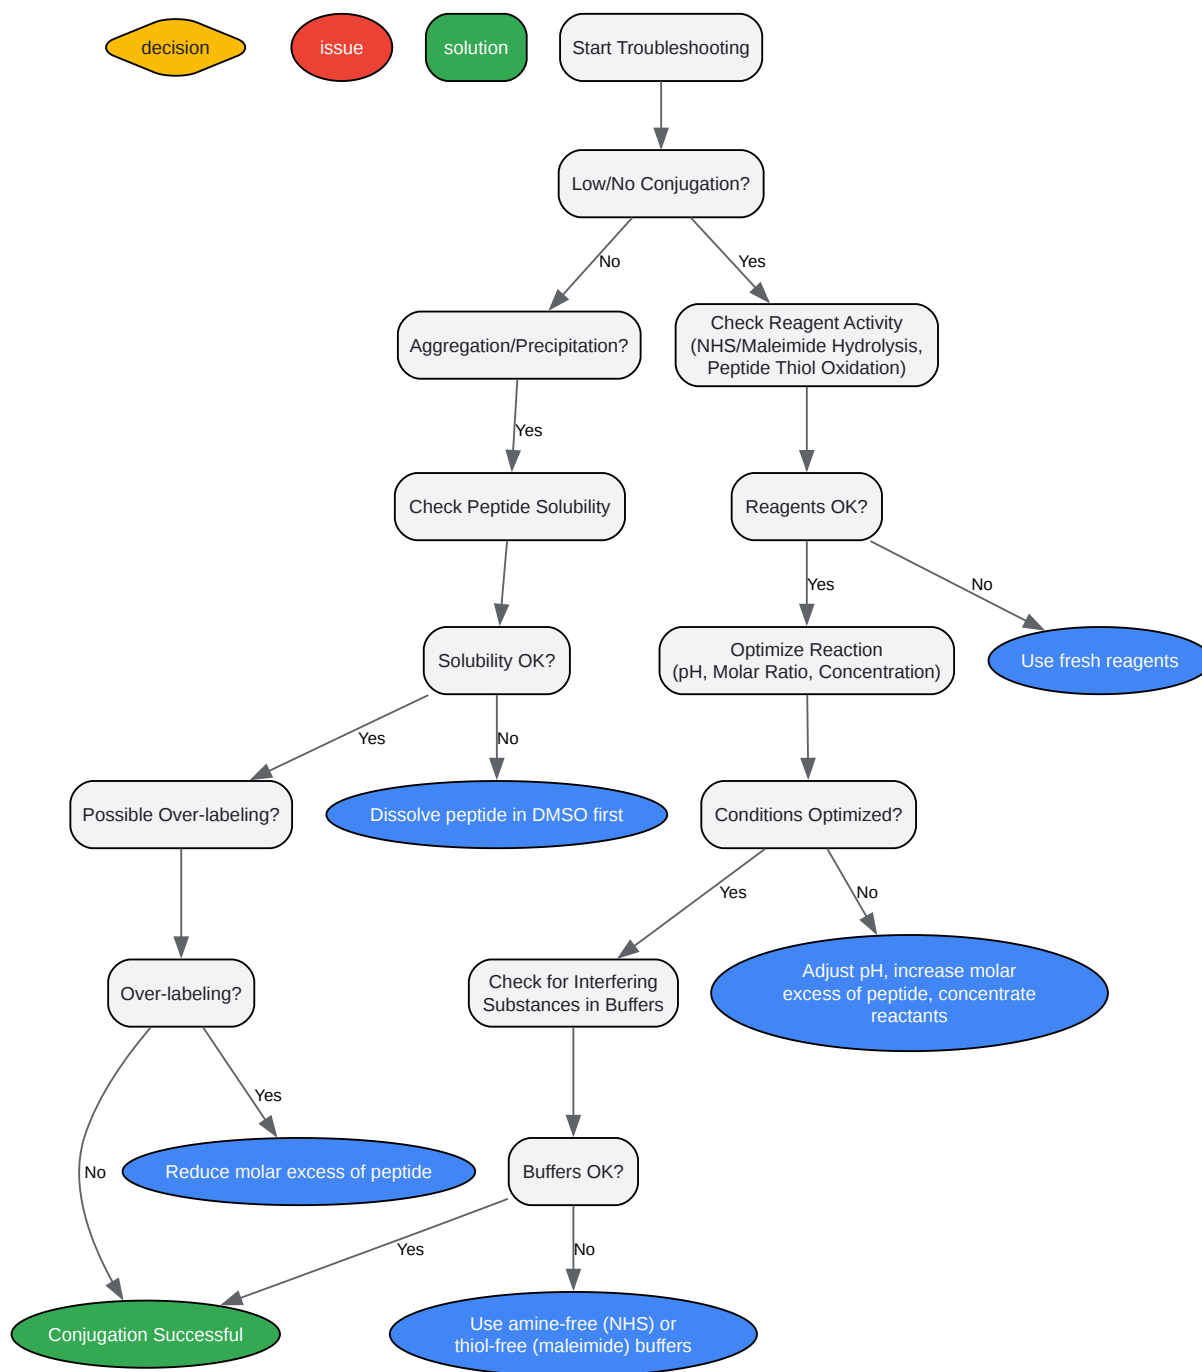 decision
issue
solution
Start Troubleshooting
Low/No Conjugation?
No
Yes
Aggregation/Precipitation?
Check Reagent Activity
(NHS/Maleimide Hydrolysis,
Peptide Thiol Oxidation)
Yes
Check Peptide Solubility
Reagents OK?
Yes
No
Solubility OK?
Optimize Reaction
(pH, Molar Ratio, Concentration)
Use fresh reagents
Yes
No
Possible Over-labeling?
Dissolve peptide in DMSO first
Conditions Optimized?
Yes
No
Over-labeling?
Check for Interfering
Substances in Buffers
Adjust pH, increase molar
excess of peptide, concentrate
reactants
Yes
No
Reduce molar excess of peptide
Buffers OK?
Yes
No
Conjugation Successful
Use amine-free (NHS) or
thiol-free (maleimide) buffers